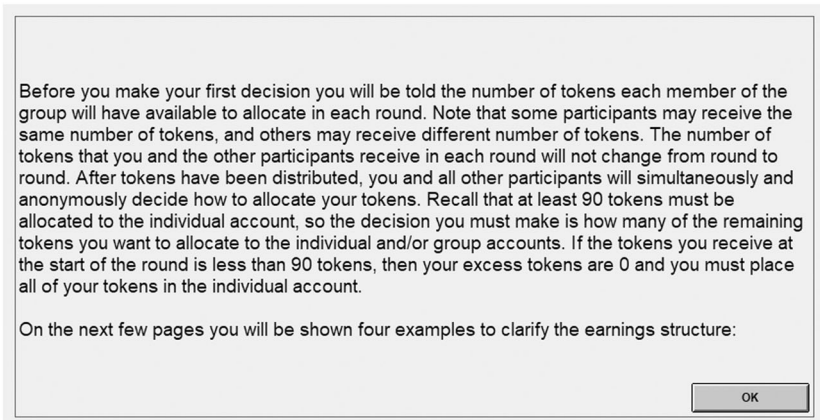 Before you make your first decision you will be told the number of tokens each member of the
group will have available to allocate in each round. Note that some participants may receive the
same number of tokens, and others may receive different number of tokens. The number of
tokens that you and the other participants receive in each round will not change from round to
round. After tokens have been distributed, you and all other participants will simultaneously and
anonymously decide how to allocate your tokens. Recall that at least 90 tokens must be
allocated to the individual account, so the decision you must make is how many of the remaining
tokens you want to allocate to the individual and/or group accounts. If the tokens you receive at
the start of the round is less than 90 tokens, then your excess tokens are 0 and you must place
all of your tokens in the individual account.
On the next few pages you will be shown four examples to clarify the earnings structure:
OK